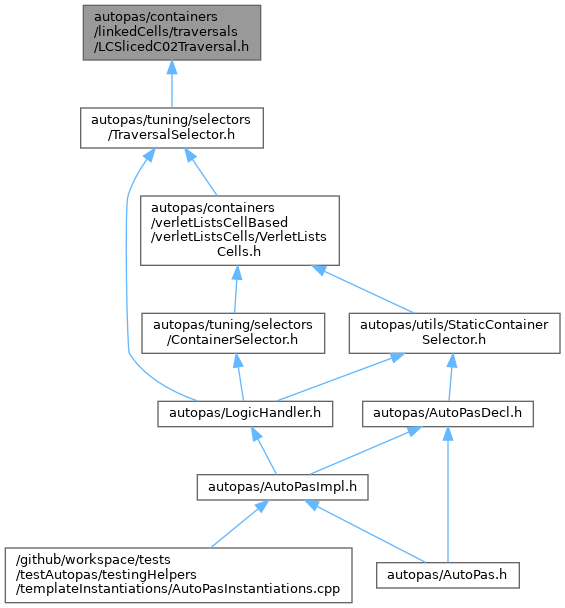 autopas/containers
/linkedCells/traversals
/LCSlicedC02Traversal.h
autopas/tuning/selectors
/TraversalSelector.h
autopas/containers
/verletListsCellBased
/verletListsCells/VerletLists
Cells.h
autopas/tuning/selectors
/ContainerSelector.h
autopas/utils/StaticContainer
Selector.h
autopas/LogicHandler.h
autopas/AutoPasDecl.h
autopas/AutoPasImpl.h
/github/workspace/tests
/testAutopas/testingHelpers
/templateInstantiations/AutoPasInstantiations.cpp
autopas/AutoPas.h